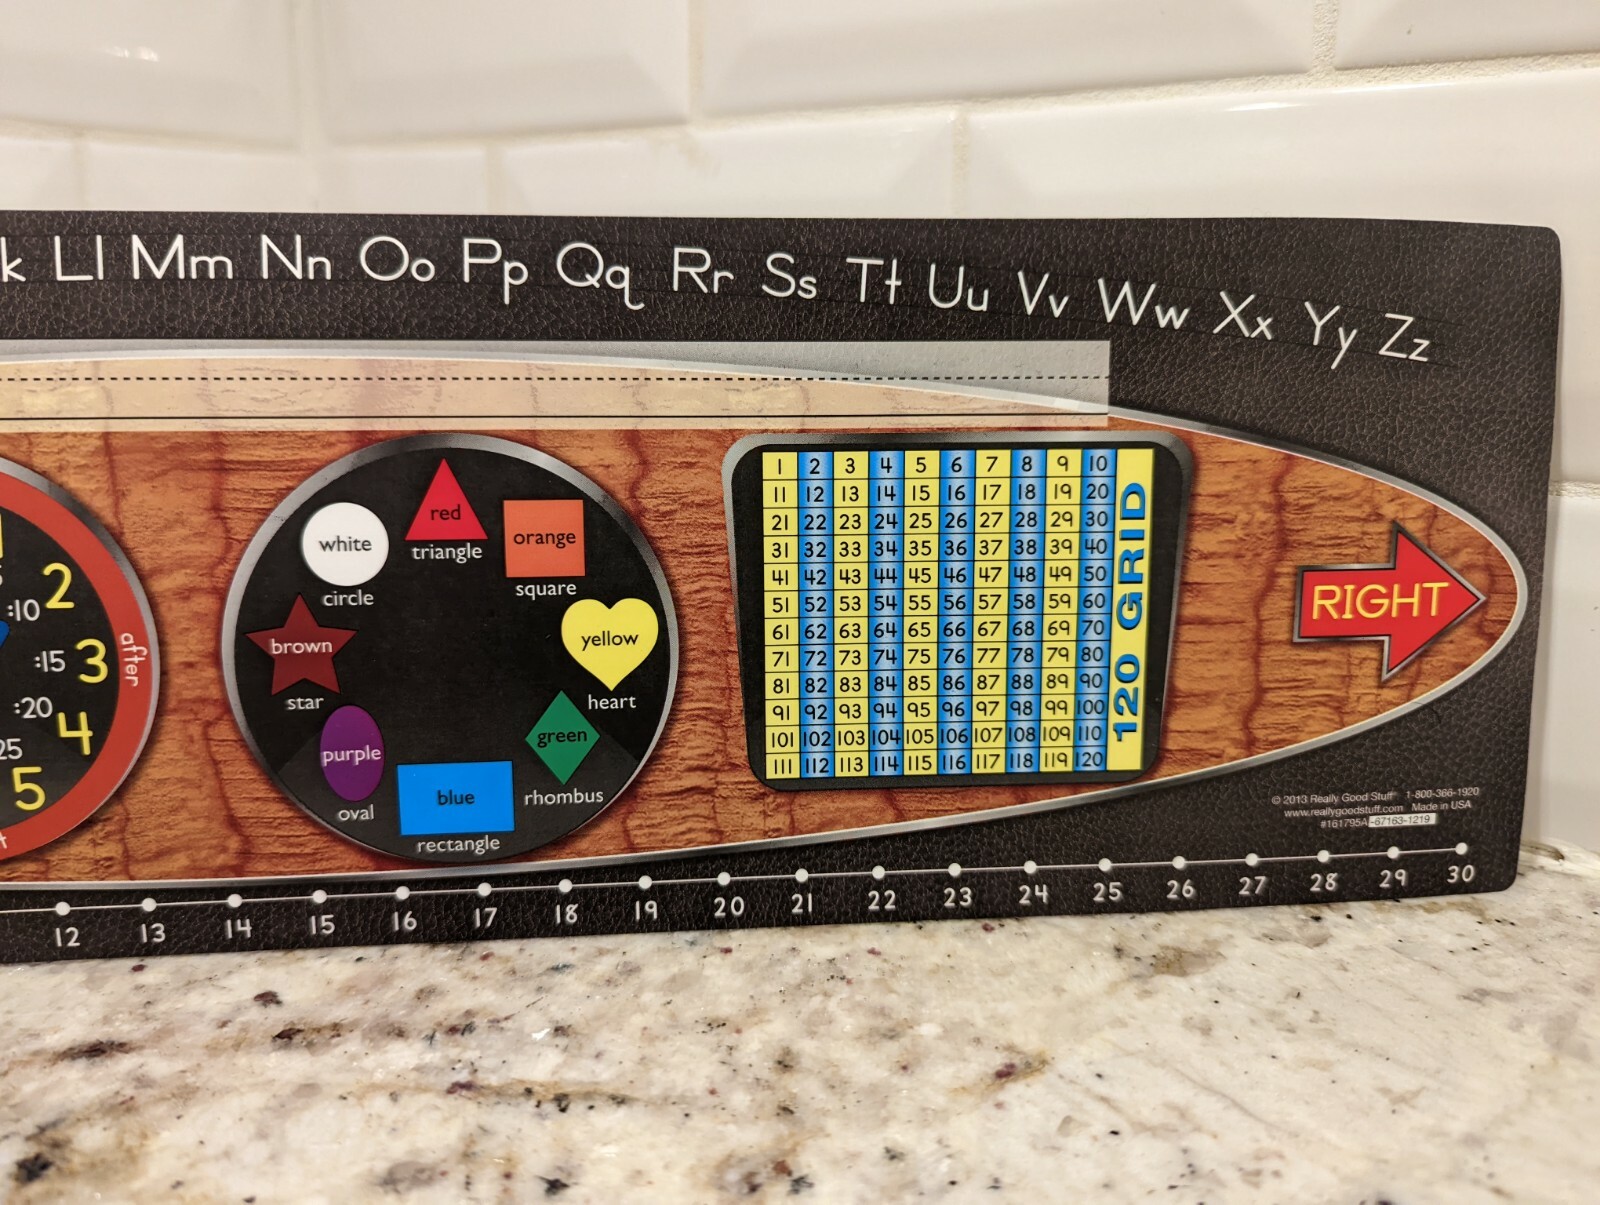 k Ll Mm Nn Oo Pp Qq Rr Ss Tt Uu Vv Ww Xx Yy Zz
2
:10
:15 3
after
:20
4
25
5
white
circle
red
triangle
orange
square
brown
star
yellow
heart
purple
oval
green
rhombus
blue
rectangle
1 2 3 4 5 6 7 8 9 10
11 12 13 14 15 16 17 18 19 20
21 22 23 24 25 26 27 28 29 30
31 32 33 34 35 36 37 38 39 40
41 42 43 44 45 46 47 48 49 50
51 52 53 54 55 56 57 58 59 60
61 62 63 64 65 66 67 68 69 70
71 72 73 74 75 76 77 78 79 80
81 82 83 84 85 86 87 88 89 90
91 92 93 94 95 96 97 98 99 100
101 102 103 104 105 106 107 108 109 110
111 112 113 114 115 116 117 118 119 120
120 GRID
RIGHT
© 2013 Really Good Stuff® 1-800-366-1920
www.reallygoodstuff.com Made in USA
#161795A -67163-1219
12 13 14 15 16 17 18 19 20 21 22 23 24 25 26 27 28 29 30